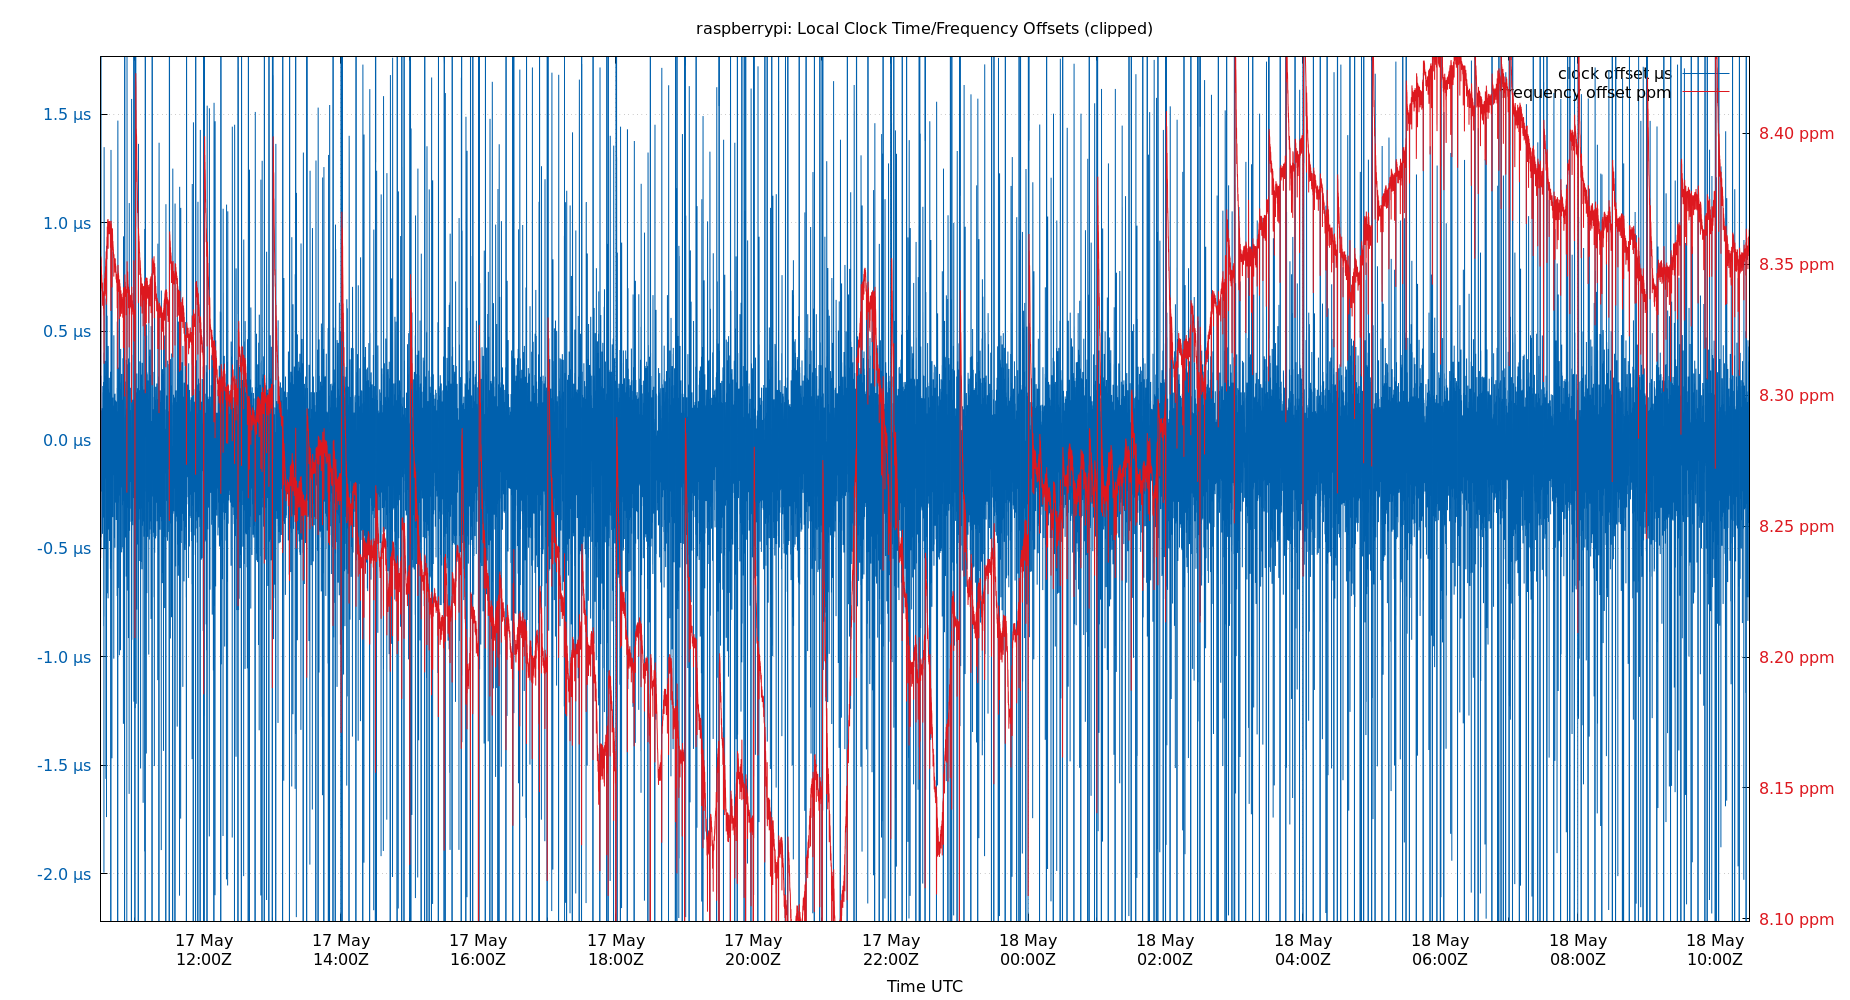 raspberrypi: Local Clock Time/Frequency Offsets (clipped)
clock offset µs
frequency offset ppm
1.5 µs
1.0 µs
0.5 µs
0.0 µs
-0.5 µs
-1.0 µs
-1.5 µs
-2.0 µs
8.40 ppm
8.35 ppm
8.30 ppm
8.25 ppm
8.20 ppm
8.15 ppm
8.10 ppm
17 May 17 May 17 May 17 May 17 May 17 May 18 May 18 May 18 May 18 May 18 May 18 May
12:00Z 14:00Z 16:00Z 18:00Z 20:00Z 22:00Z 00:00Z 02:00Z 04:00Z 06:00Z 08:00Z 10:00Z
Time UTC